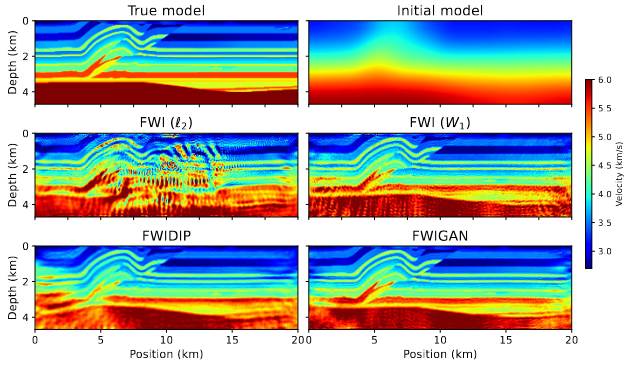 True model
Initial model
0
2
4
Depth (km)
FWI (ℓ₂)
FWI (W₁)
0
2
4
Depth (km)
FWIDIP
FWIGAN
0
2
4
Depth (km)
0 5 10 15 20
0 5 10 15 20
Position (km)
Position (km)
6.0
5.5
5.0
4.5
4.0
3.5
3.0
Velocity (km/s)